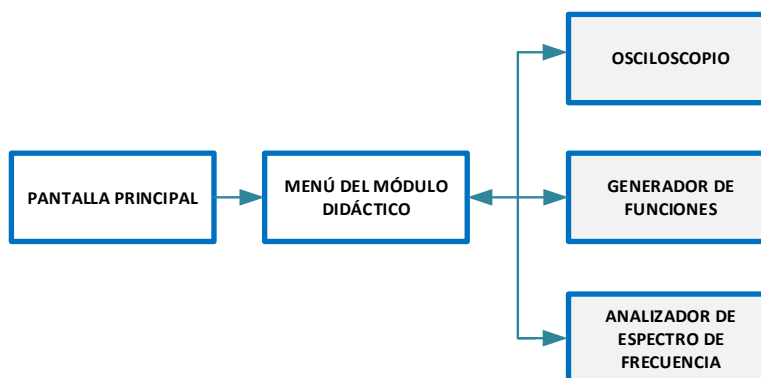 PANTALLA PRINCIPAL
MENÚ DEL MÓDULO
DIDÁCTICO
OSCILOSCOPIO
GENERADOR DE
FUNCIONES
ANALIZADOR DE
ESPECTRO DE
FRECUENCIA